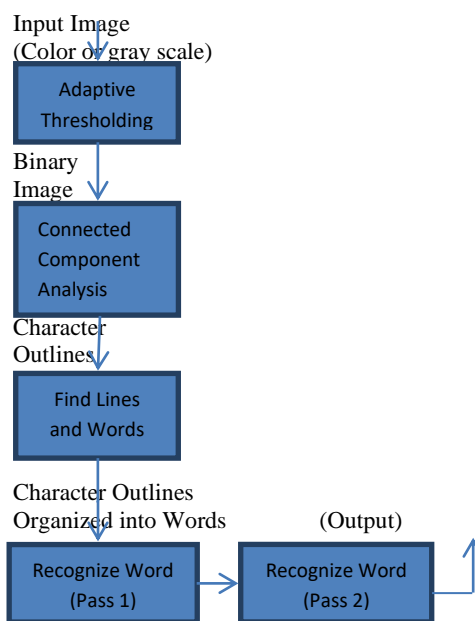 Input Image
(Color or gray scale)
Adaptive
Thresholding
Binary
Image
Connected
Component
Analysis
Character
Outlines
Find Lines
and Words
Character Outlines
Organized into Words
(Output)
Recognize Word
(Pass 1)
Recognize Word
(Pass 2)